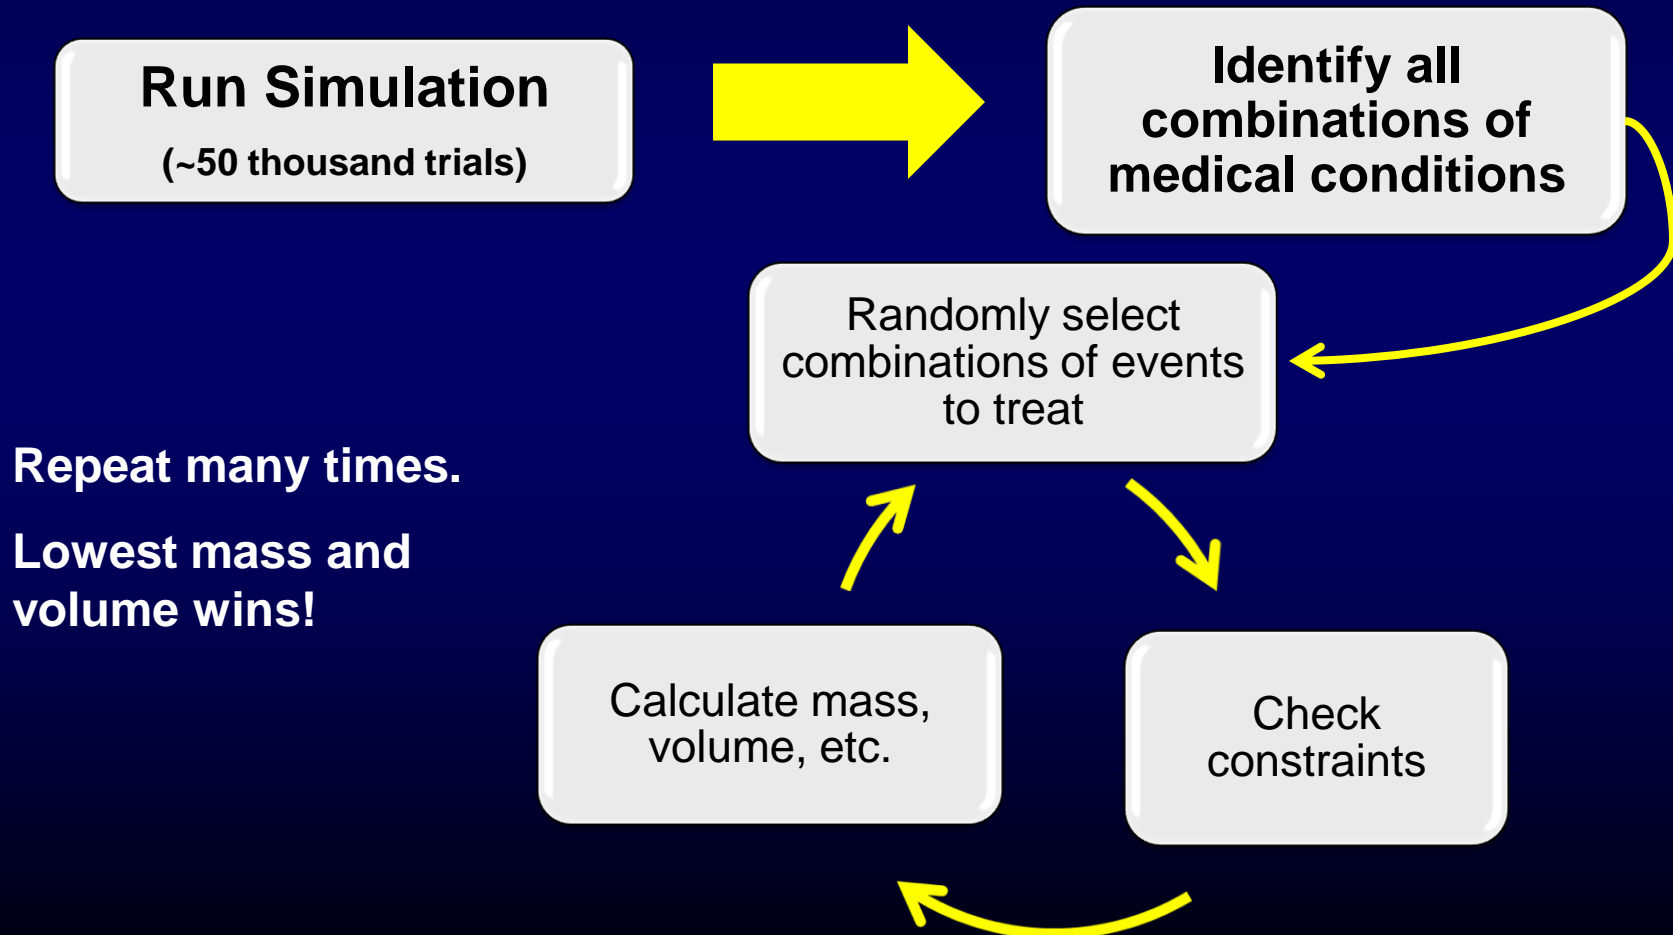 Run Simulation
(~50 thousand trials)
Identify all
combinations of
medical conditions
Randomly select
combinations of events
to treat
Repeat many times.
Lowest mass and
volume wins!
Calculate mass,
volume, etc.
Check
constraints